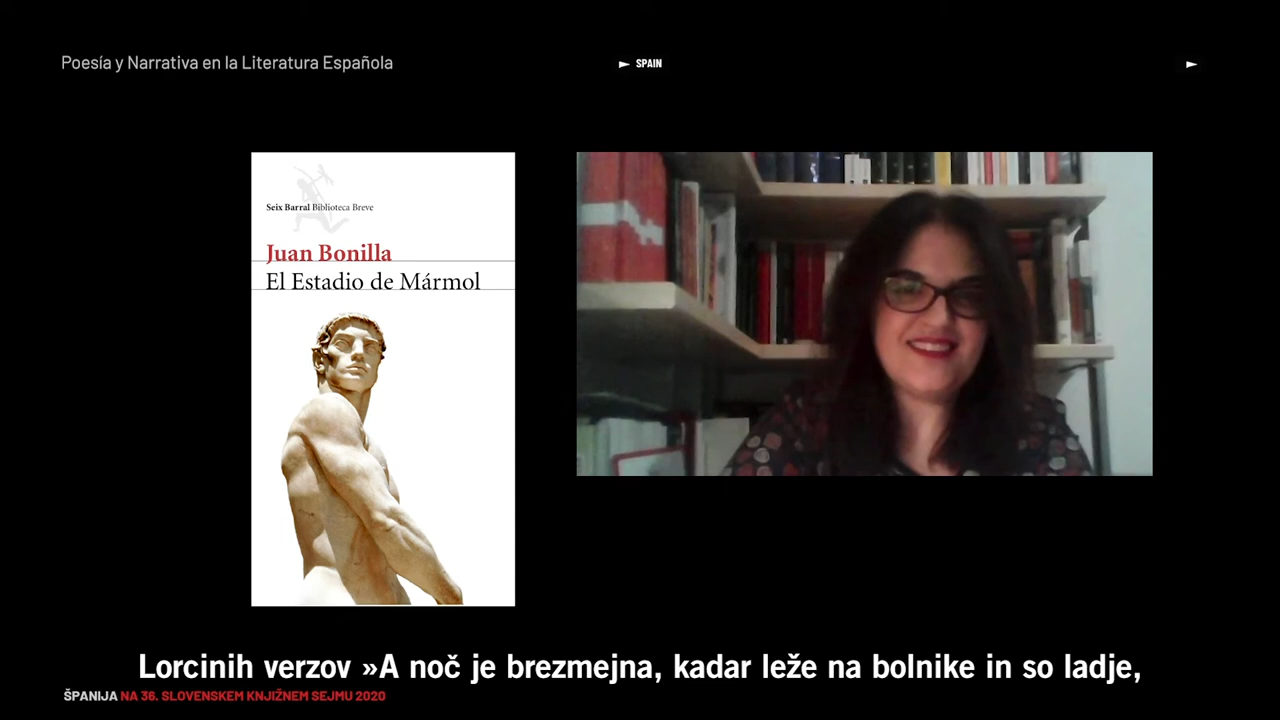 Poesía y Narrativa en la Literatura Española
SPAIN
Seix Barral Biblioteca Breve
Juan Bonilla
El Estadio de Mármol
Lorcinih verzov »A noč je brezmejna, kadar leže na bolnike in so ladje,
ŠPANIJA NA 36. SLOVENSKEM KNJIŽNEM SEJMU 2020